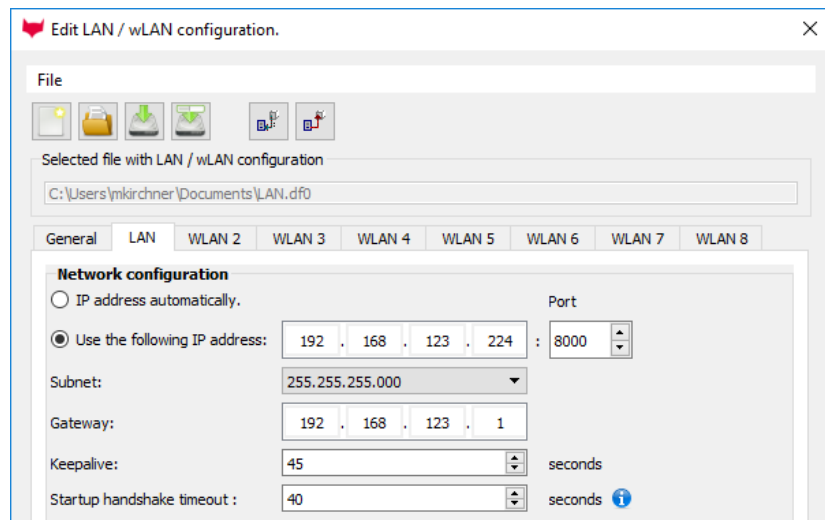 Edit LAN / wLAN configuration.
File
Selected file with LAN / wLAN configuration
C:\Users\mkirchner\Documents\LAN.df0
General LAN WLAN 2 WLAN 3 WLAN 4 WLAN 5 WLAN 6 WLAN 7 WLAN 8
Network configuration
IP address automatically. Port
Use the following IP address: 192 . 168 . 123 . 224 : 8000
Subnet: 255.255.255.000
Gateway: 192 . 168 . 123 . 1
Keepalive: 45 seconds
Startup handshake timeout : 40 seconds